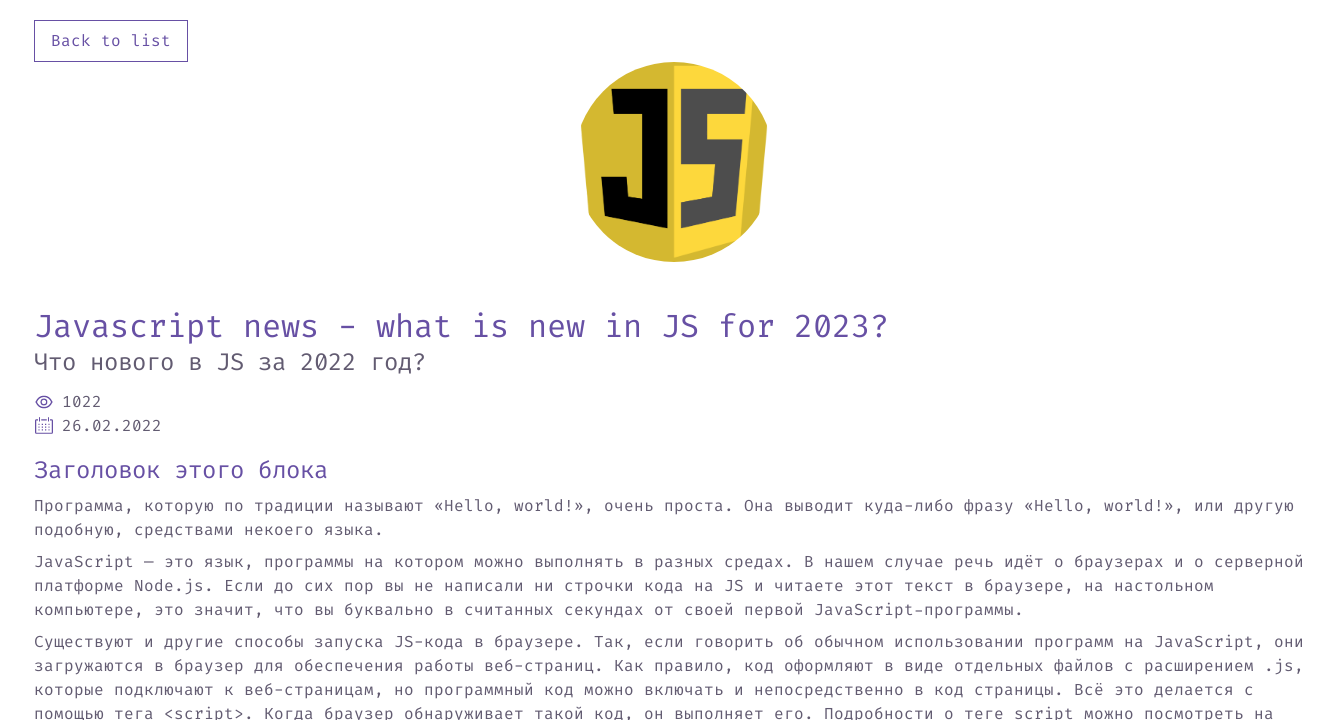 Back to list
JS
Javascript news - what is new in JS for 2023?
Что нового в JS за 2022 год?
1022
26.02.2022
Заголовок этого блока
Программа, которую по традиции называют «Hello, world!», очень проста. Она выводит куда-либо фразу «Hello, world!», или другую
подобную, средствами некоего языка.
JavaScript — это язык, программы на котором можно выполнять в разных средах. В нашем случае речь идёт о браузерах и о серверной
платформе Node.js. Если до сих пор вы не написали ни строчки кода на JS и читаете этот текст в браузере, на настольном
компьютере, это значит, что вы буквально в считанных секундах от своей первой JavaScript-программы.
Существуют и другие способы запуска JS-кода в браузере. Так, если говорить об обычном использовании программ на JavaScript, они
загружаются в браузер для обеспечения работы веб-страниц. Как правило, код оформляют в виде отдельных файлов с расширением .js,
которые подключают к веб-страницам, но программный код можно включать и непосредственно в код страницы. Всё это делается с
помощью тега <script>. Когда браузер обнаруживает такой код, он выполняет его. Подробности о теге script можно посмотреть на